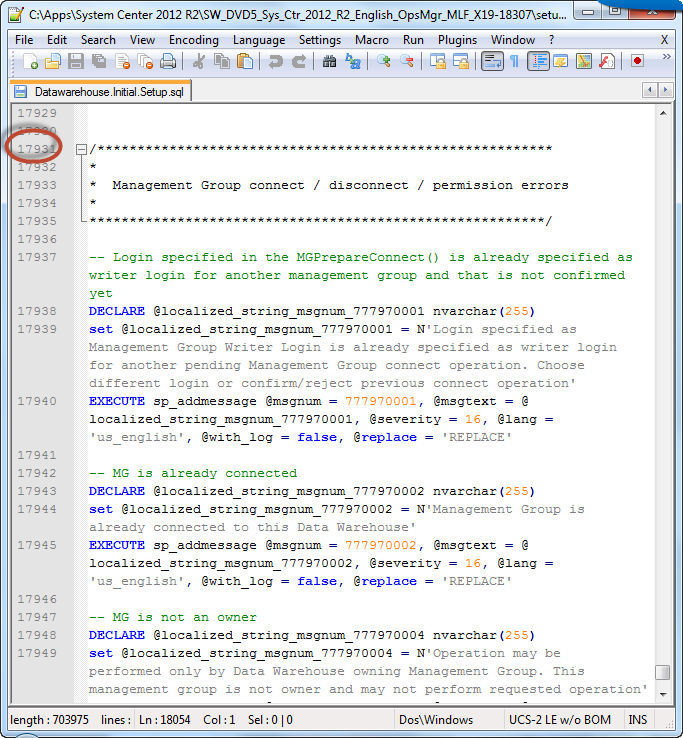 C:\Apps\System Center 2012 R2\SW_DVD5_Sys_Ctr_2012_R2_English_OpsMgr_MLF_X19-18307\setu...
File Edit Search View Encoding Language Settings Macro Run Plugins Window ? X
Datawarehouse.Initial.Setup.sql
17929
17930
17931 /*********************************************************
17932 *
17933 *  Management Group connect / disconnect / permission errors
17934 *
17935 *********************************************************/
17936
17937 -- Login specified in the MGPrepareConnect() is already specified as
writer login for another management group and that is not confirmed
yet
17938 DECLARE @localized_string_msgnum_777970001 nvarchar(255)
17939 set @localized_string_msgnum_777970001 = N'Login specified as
Management Group Writer Login is already specified as writer login
for another pending Management Group connect operation. Choose
different login or confirm/reject previous connect operation'
17940 EXECUTE sp_addmessage @msgnum = 777970001, @msgtext = @
localized_string_msgnum_777970001, @severity = 16, @lang =
'us_english', @with_log = false, @replace = 'REPLACE'
17941
17942 -- MG is already connected
17943 DECLARE @localized_string_msgnum_777970002 nvarchar(255)
17944 set @localized_string_msgnum_777970002 = N'Management Group is
already connected to this Data Warehouse'
17945 EXECUTE sp_addmessage @msgnum = 777970002, @msgtext = @
localized_string_msgnum_777970002, @severity = 16, @lang =
'us_english', @with_log = false, @replace = 'REPLACE'
17946
17947 -- MG is not an owner
17948 DECLARE @localized_string_msgnum_777970004 nvarchar(255)
17949 set @localized_string_msgnum_777970004 = N'Operation may be
performed only by Data Warehouse owning Management Group. This
management group is not owner and may not perform requested operation'
length : 703975 lines : Ln : 18054 Col : 1 Sel : 0 | 0 Dos\Windows UCS-2 LE w/o BOM INS